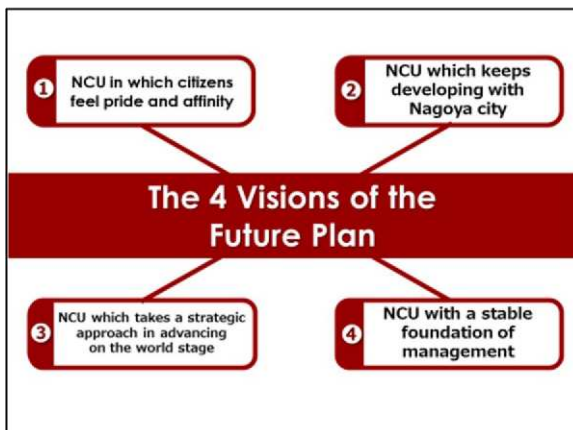 1
NCU in which citizens
feel pride and affinity
2
NCU which keeps
developing with
Nagoya city
The 4 Visions of the
Future Plan
3
NCU which takes a strategic
approach in advancing
on the world stage
4
NCU with a stable
foundation of
management